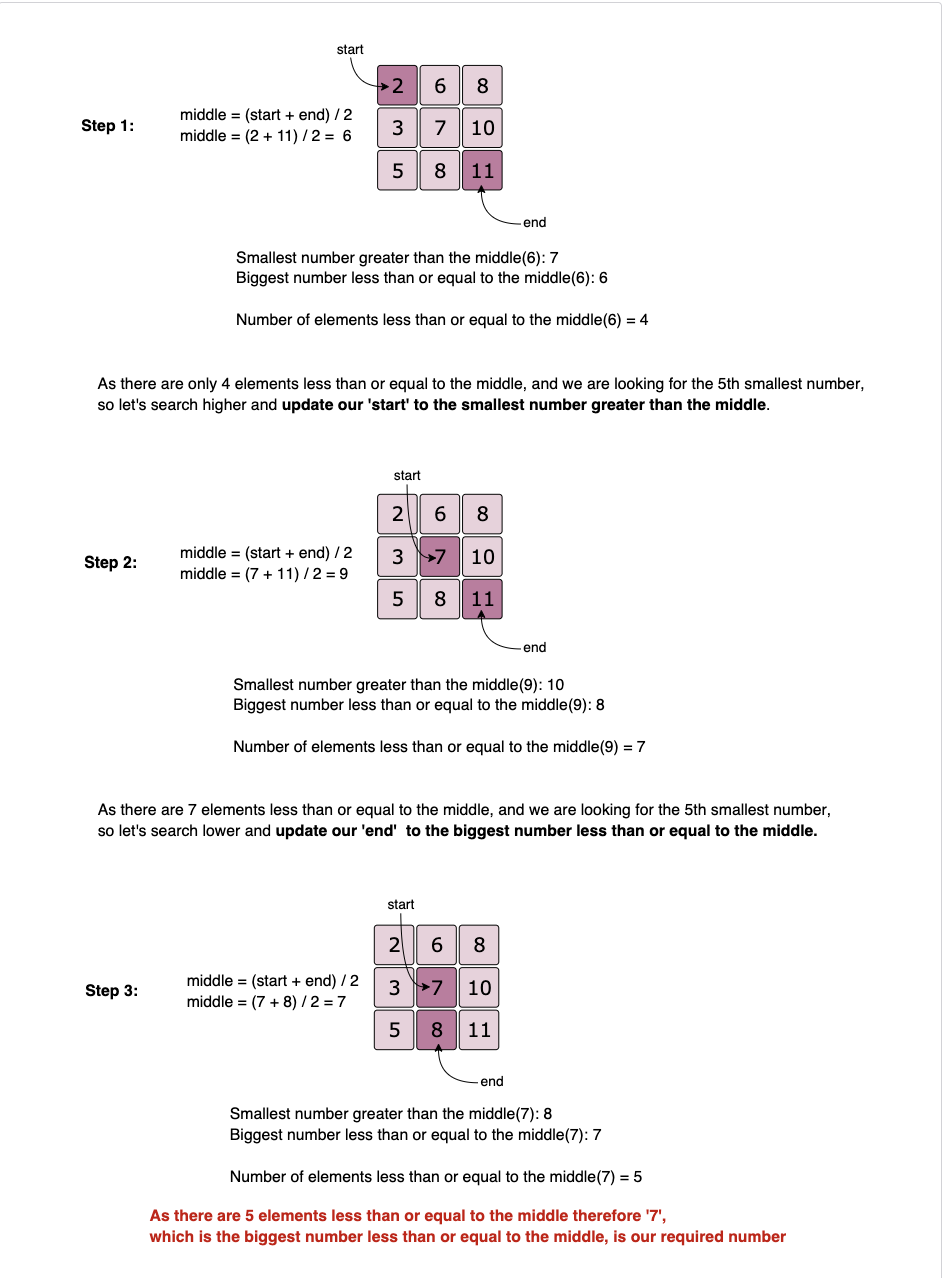 start
2 6 8
Step 1:
middle = (start + end) / 2
middle = (2 + 11) / 2 =  6
3 7 10
5 8 11
end
Smallest number greater than the middle(6): 7
Biggest number less than or equal to the middle(6): 6
Number of elements less than or equal to the middle(6) = 4
As there are only 4 elements less than or equal to the middle, and we are looking for the 5th smallest number,
so let's search higher and update our 'start' to the smallest number greater than the middle.
start
2 6 8
Step 2:
middle = (start + end) / 2
middle = (7 + 11) / 2 = 9
3 7 10
5 8 11
end
Smallest number greater than the middle(9): 10
Biggest number less than or equal to the middle(9): 8
Number of elements less than or equal to the middle(9) = 7
As there are 7 elements less than or equal to the middle, and we are looking for the 5th smallest number,
so let's search lower and update our 'end'  to the biggest number less than or equal to the middle.
start
2 6 8
Step 3:
middle = (start + end) / 2
middle = (7 + 8) / 2 = 7
3 7 10
5 8 11
end
Smallest number greater than the middle(7): 8
Biggest number less than or equal to the middle(7): 7
Number of elements less than or equal to the middle(7) = 5
As there are 5 elements less than or equal to the middle therefore '7',
which is the biggest number less than or equal to the middle, is our required number